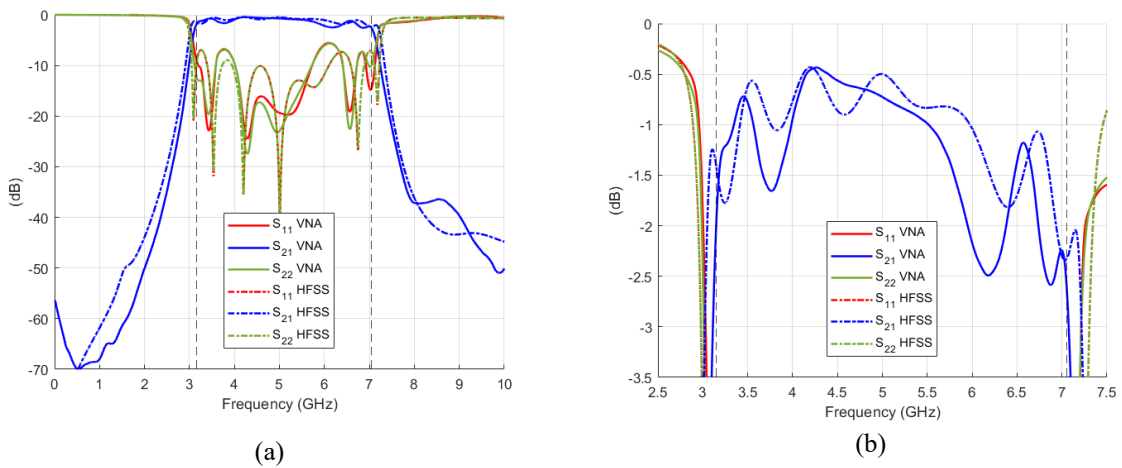 0
-10
-20
-30
-40
-50
-60
-70
(dB)
S11 VNA
S21 VNA
S22 VNA
S11 HFSS
S21 HFSS
S22 HFSS
0 1 2 3 4 5 6 7 8 9 10
Frequency (GHz)
(a)
0
-0.5
-1
-1.5
-2
-2.5
-3
-3.5
(dB)
S11 VNA
S21 VNA
S22 VNA
S11 HFSS
S21 HFSS
S22 HFSS
2.5 3 3.5 4 4.5 5 5.5 6 6.5 7 7.5
Frequency (GHz)
(b)